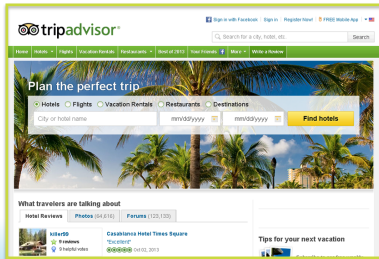 Sign in with Facebook | Sign in | Register Now! | FREE Mobile App
tripadvisor®
Search for a city, hotel, etc. Search
Home Hotels Flights Vacation Rentals Restaurants Best of 2013 Your Friends More Write a Review
Plan the perfect trip
Hotels Flights Vacation Rentals Restaurants Destinations
City or hotel name mm/dd/yyyy mm/dd/yyyy Find hotels
What travelers are talking about
Hotel Reviews Photos (64,616) Forums (123,133)
killer99 Casablanca Hotel Times Square
9 reviews "Excellent"
9 helpful votes Oct 02, 2013
Tips for your next vacation